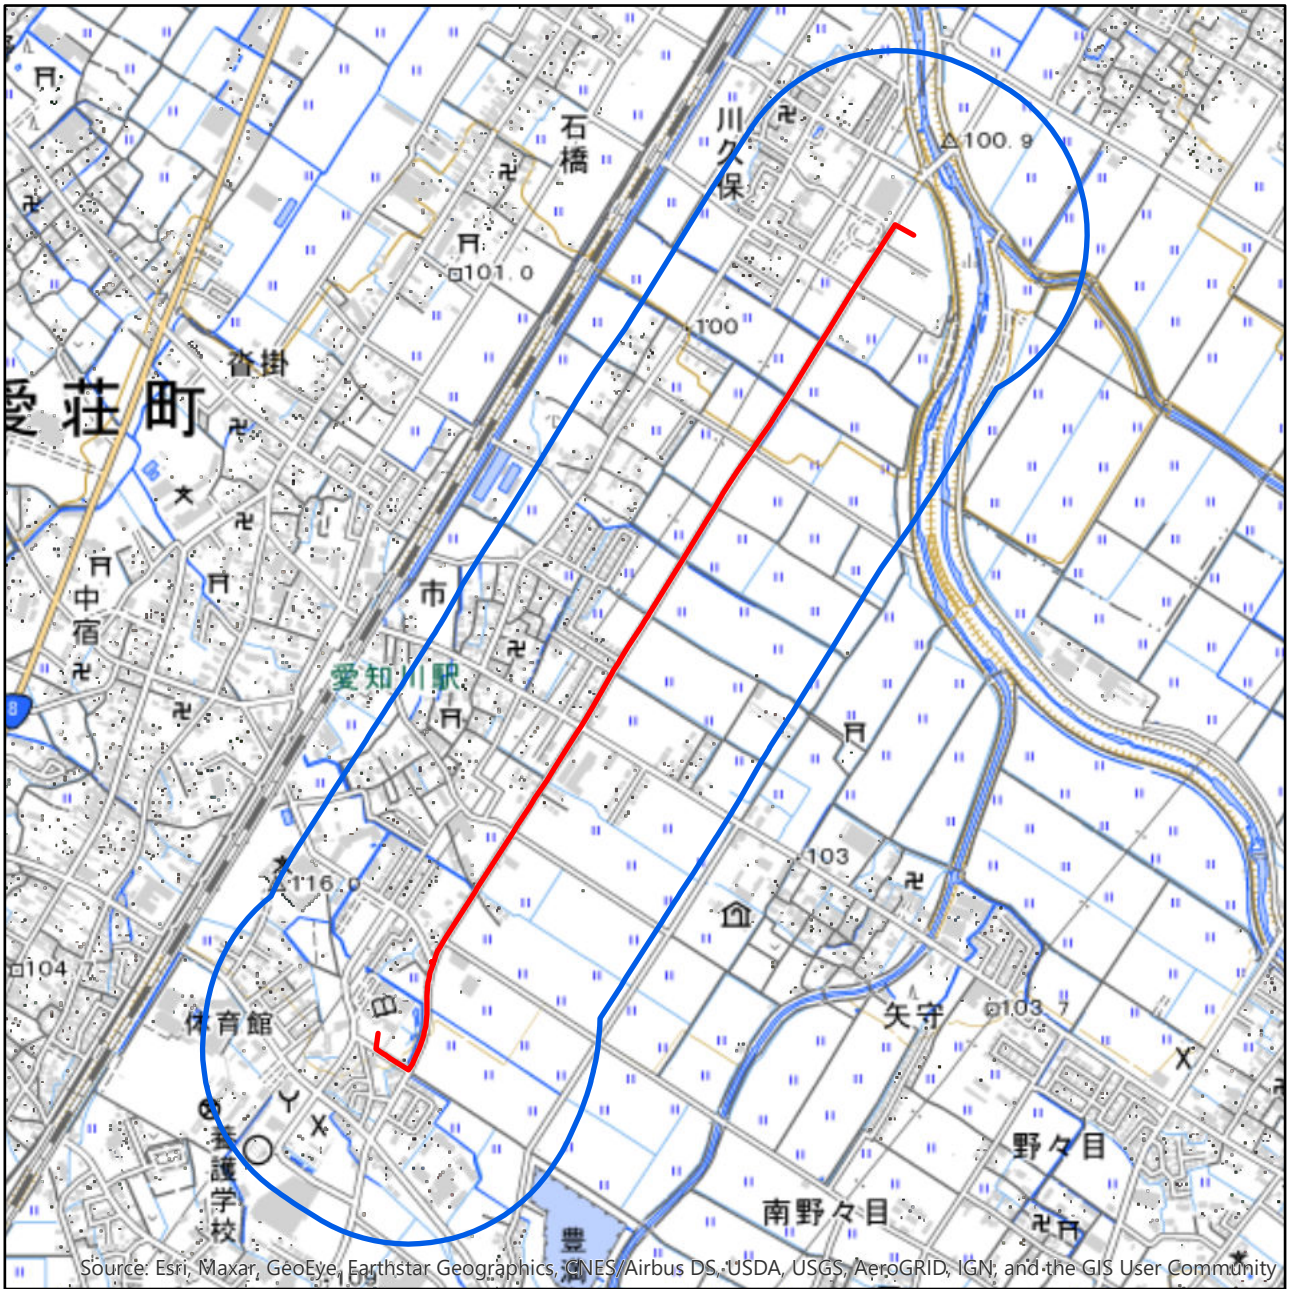 川久保
100.9
石橋
101.0
100
沓掛
愛荘町
市
中宿
愛知川駅
8
103
116.0
104
体育館
矢守
103.7
養護学校
野々目
南野々目
豊満
109
Source: Esri, Maxar, GeoEye, Earthstar Geographics, CNES/Airbus DS, USDA, USGS, AeroGRID, IGN, and the GIS User Community